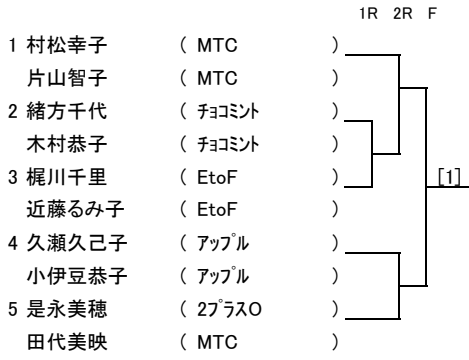 1R 2R F
1 村松幸子 ( MTC )
片山智子 ( MTC )
2 緒方千代 ( ﾁｮｺﾐﾝﾄ )
木村恭子 ( ﾁｮｺﾐﾝﾄ )
3 梶川千里 ( EtoF )
[1]
近藤るみ子 ( EtoF )
4 久瀬久己子 ( ｱｯﾌﾟﾙ )
小伊豆恭子 ( ｱｯﾌﾟﾙ )
5 是永美穂 ( 2ﾌﾟﾗｽO )
田代美映 ( MTC )